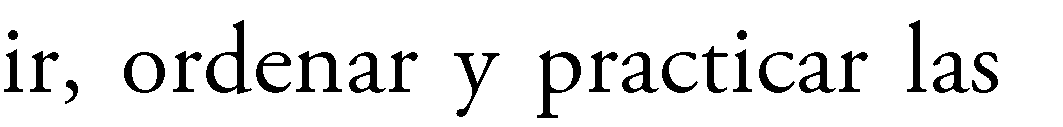 ir, ordenar y practicar las